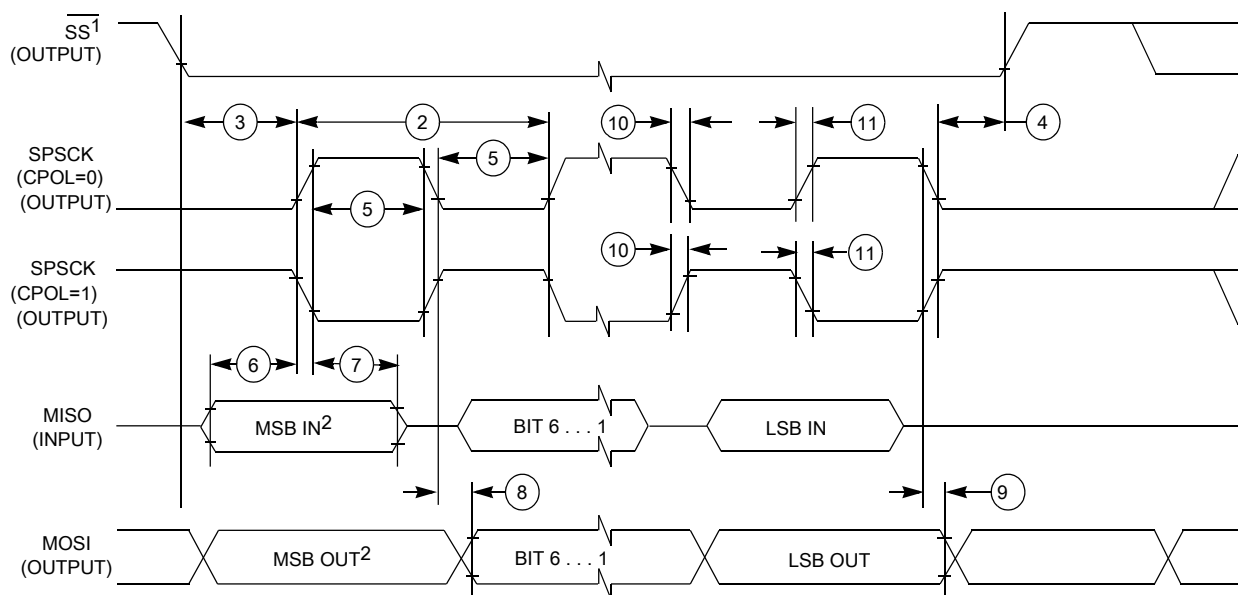 SS1
(OUTPUT)
3
2
10
11
4
SPSCK
(CPOL=0)
(OUTPUT)
5
5
SPSCK
(CPOL=1)
(OUTPUT)
10
11
6
7
MISO
(INPUT)
MSB IN2
BIT 6 . . . 1
LSB IN
8
9
MOSI
(OUTPUT)
MSB OUT2
BIT 6 . . . 1
LSB OUT